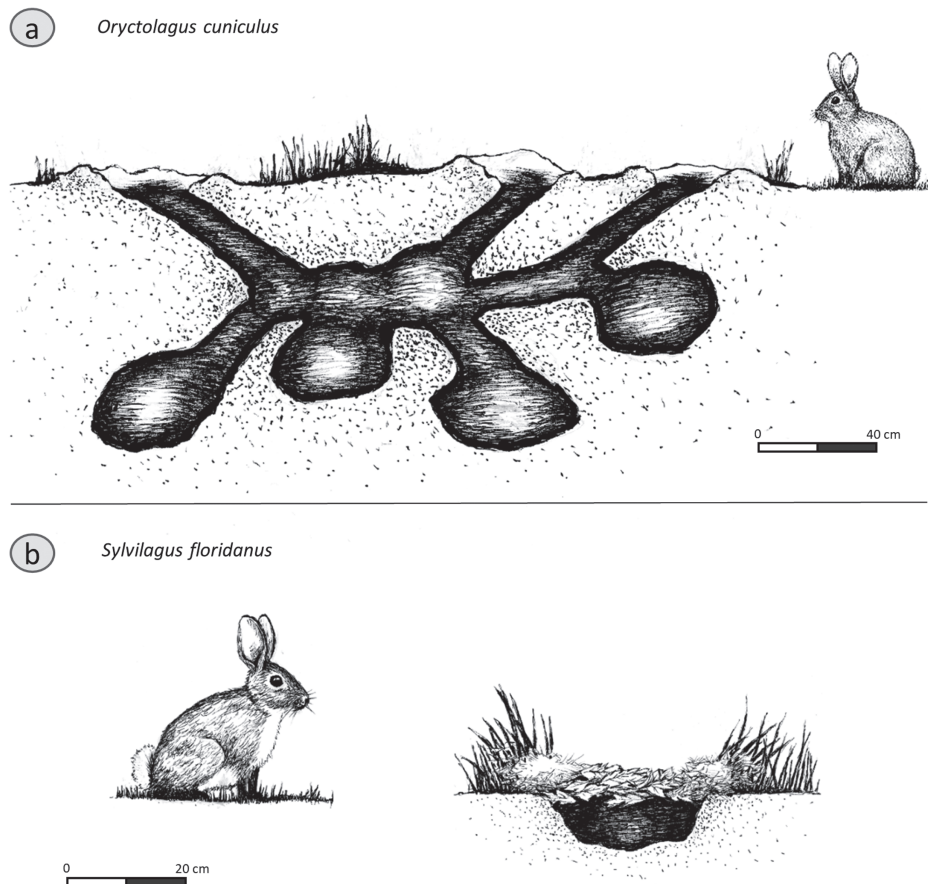 a
Oryctolagus cuniculus
0 40 cm
b
Sylvilagus floridanus
0 20 cm